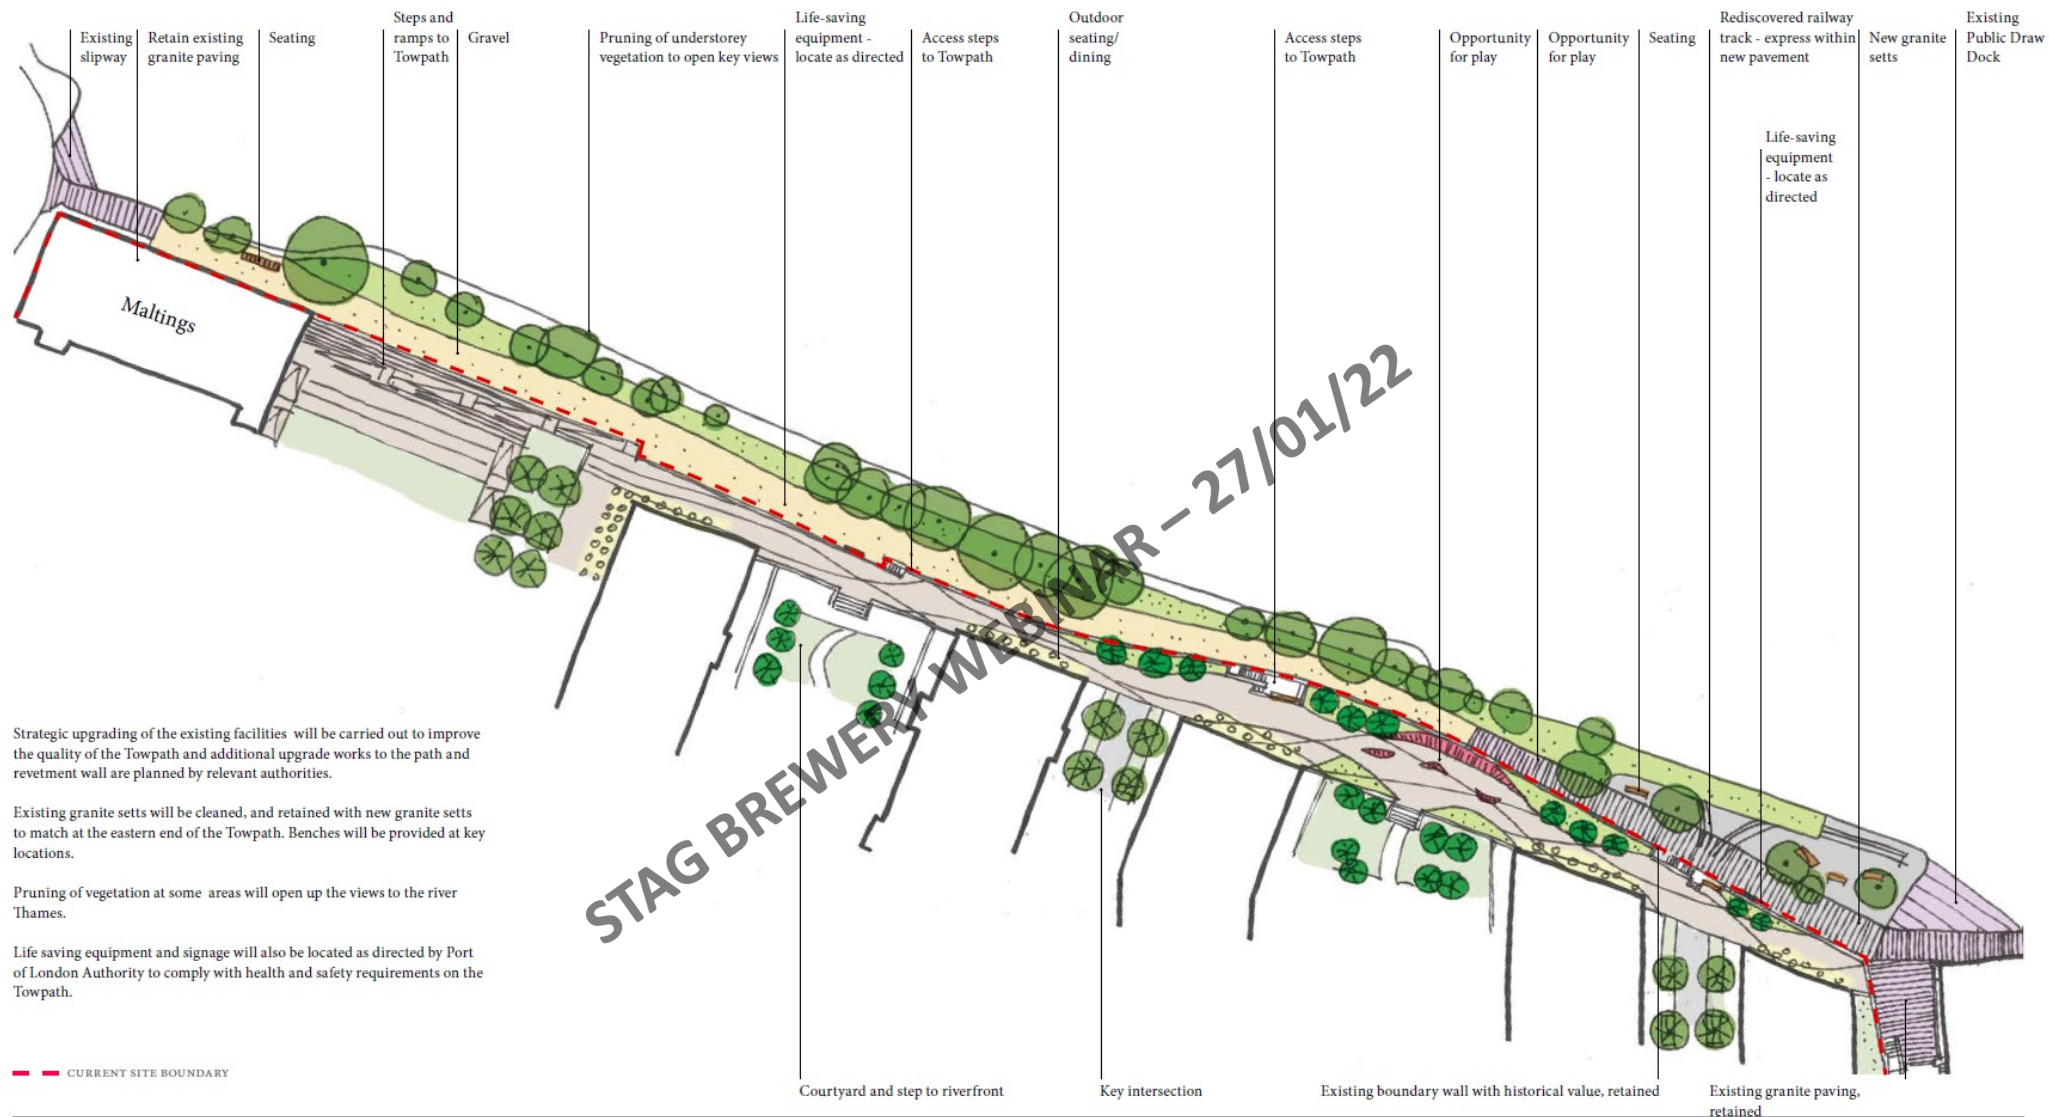 Existing
slipway
Retain existing
granite paving
Seating
Steps and
ramps to
Towpath
Gravel
Pruning of understorey
vegetation to open key views
Life-saving
equipment -
locate as directed
Access steps
to Towpath
Outdoor
seating/
dining
Access steps
to Towpath
Opportunity
for play
Opportunity
for play
Seating
Rediscovered railway
track - express within
new pavement
New granite
setts
Existing
Public Draw
Dock
Life-saving
equipment
- locate as
directed
Maltings
STAG BREWERY WEBINAR – 27/01/22
Strategic upgrading of the existing facilities will be carried out to improve
the quality of the Towpath and additional upgrade works to the path and
revetment wall are planned by relevant authorities.
Existing granite setts will be cleaned, and retained with new granite setts
to match at the eastern end of the Towpath. Benches will be provided at key
locations.
Pruning of vegetation at some areas will open up the views to the river
Thames.
Life saving equipment and signage will also be located as directed by Port
of London Authority to comply with health and safety requirements on the
Towpath.
CURRENT SITE BOUNDARY
Courtyard and step to riverfront
Key intersection
Existing boundary wall with historical value, retained
Existing granite paving,
retained